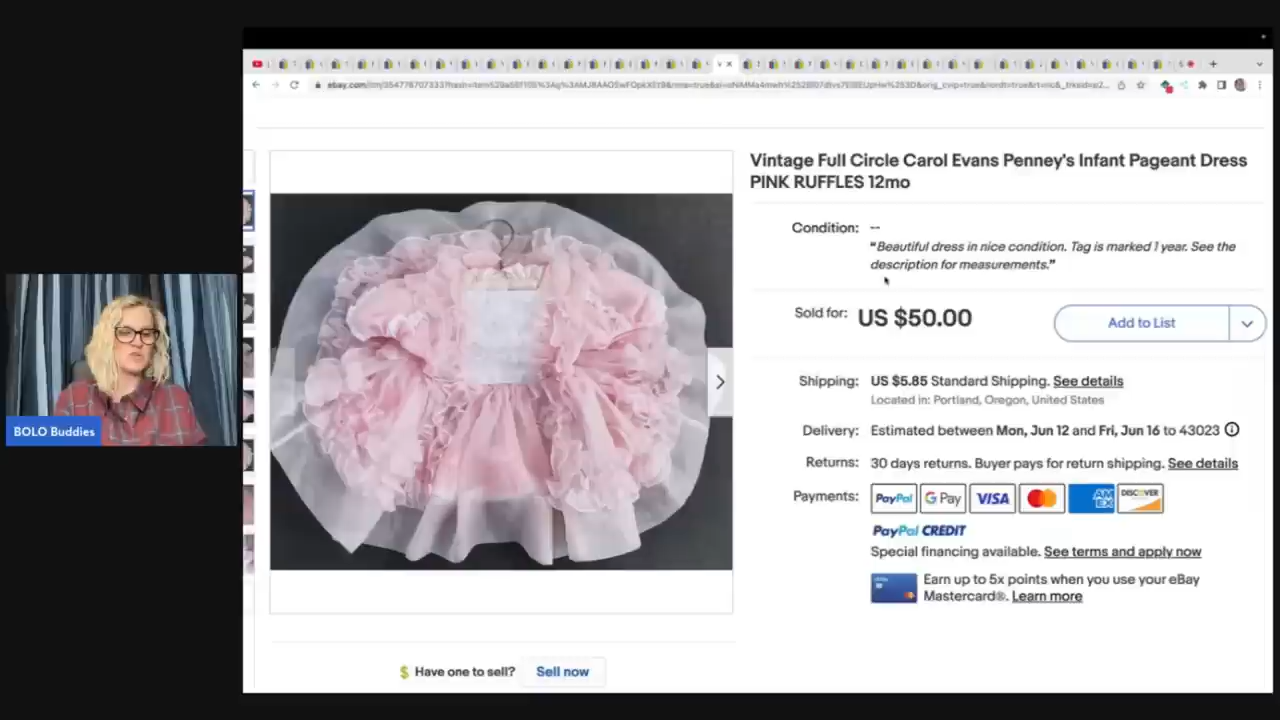 Vintage Full Circle Carol Evans Penney's Infant Pageant Dress
PINK RUFFLES 12mo
Condition: --
"Beautiful dress in nice condition. Tag is marked 1 year. See the
description for measurements."
Sold for: US $50.00
Add to List
Shipping: US $5.85 Standard Shipping. See details
Located in: Portland, Oregon, United States
Delivery: Estimated between Mon, Jun 12 and Fri, Jun 16 to 43023
Returns: 30 days returns. Buyer pays for return shipping. See details
Payments: PayPal G Pay VISA AM EX DISCOVER
PayPal CREDIT
Special financing available. See terms and apply now
Earn up to 5x points when you use your eBay
Mastercard®. Learn more
$ Have one to sell? Sell now
BOLO Buddies